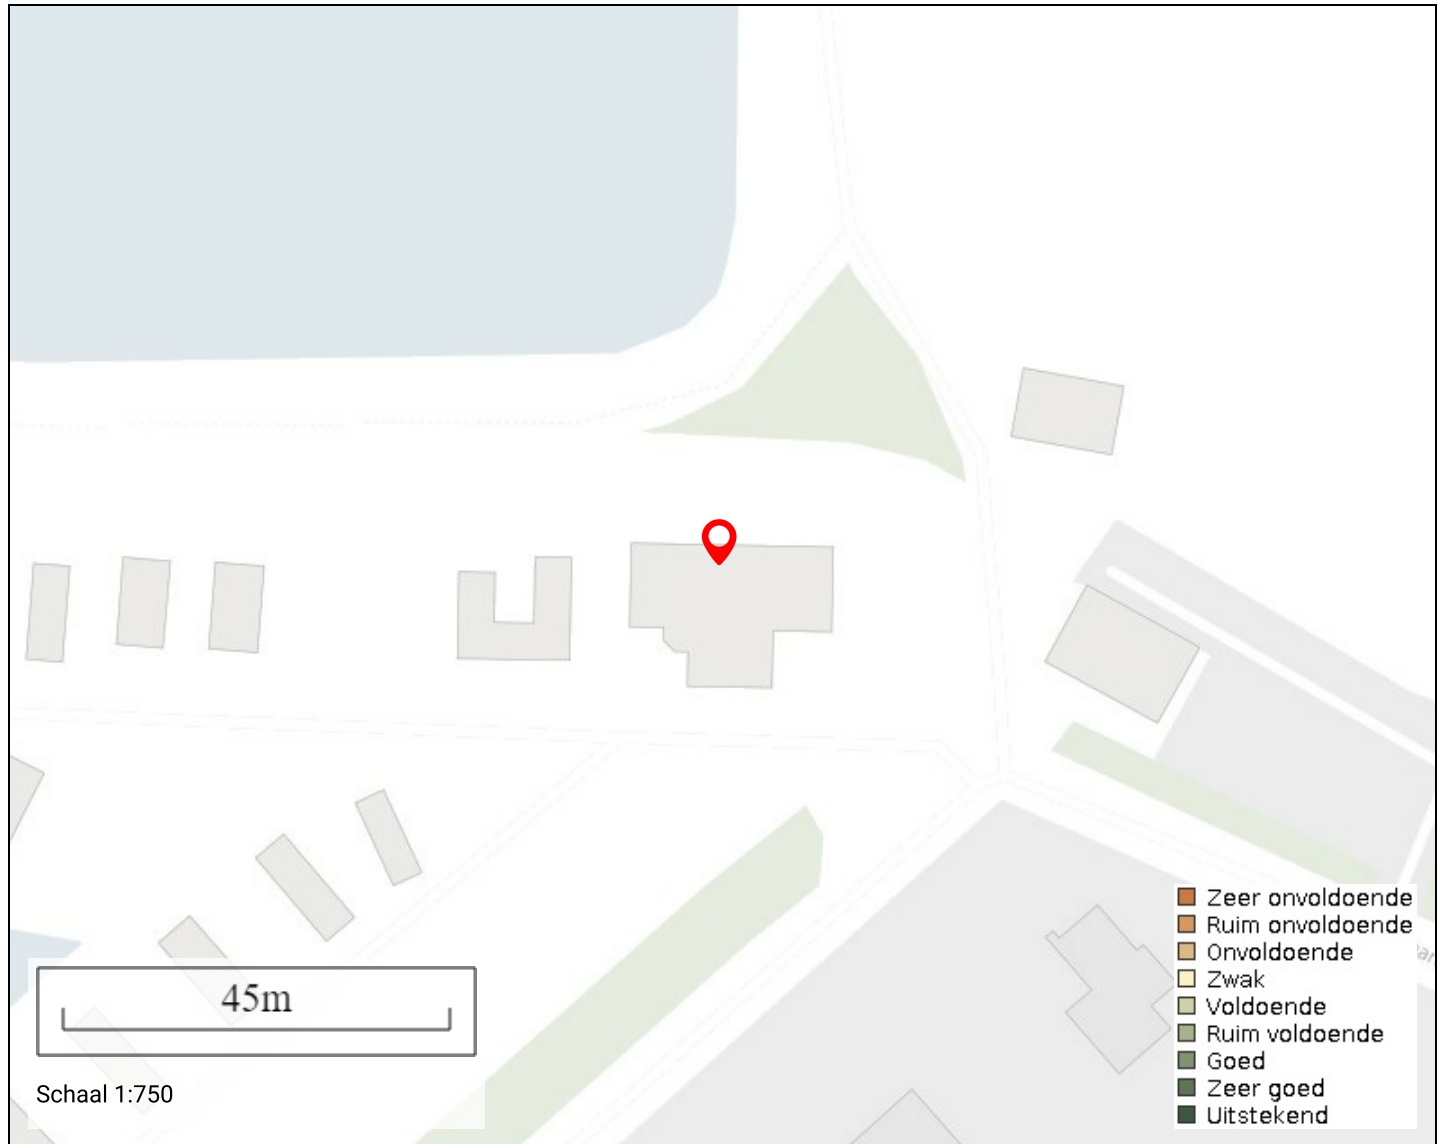 Zeer onvoldoende
Ruim onvoldoende
Onvoldoende
Zwak
Voldoende
Ruim voldoende
Goed
Zeer goed
Uitstekend
45m
Schaal 1:750